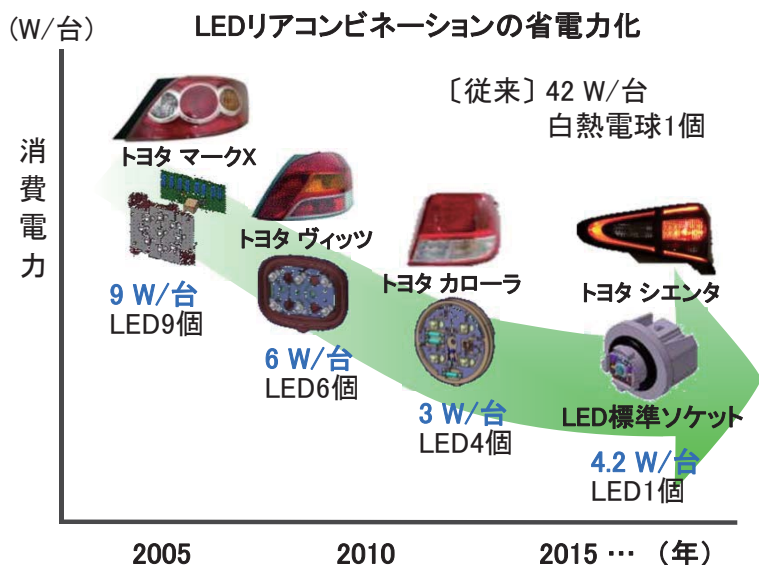 (W/台)
LEDリアコンビネーションの省電力化
〔従来〕 42 W/台
白熱電球1個
消費電力
トヨタ マークX
トヨタ ヴィッツ
トヨタ カローラ
トヨタ シエンタ
9 W/台
LED9個
6 W/台
LED6個
3 W/台
LED4個
LED標準ソケット
4.2 W/台
LED1個
2005
2010
2015 … (年)